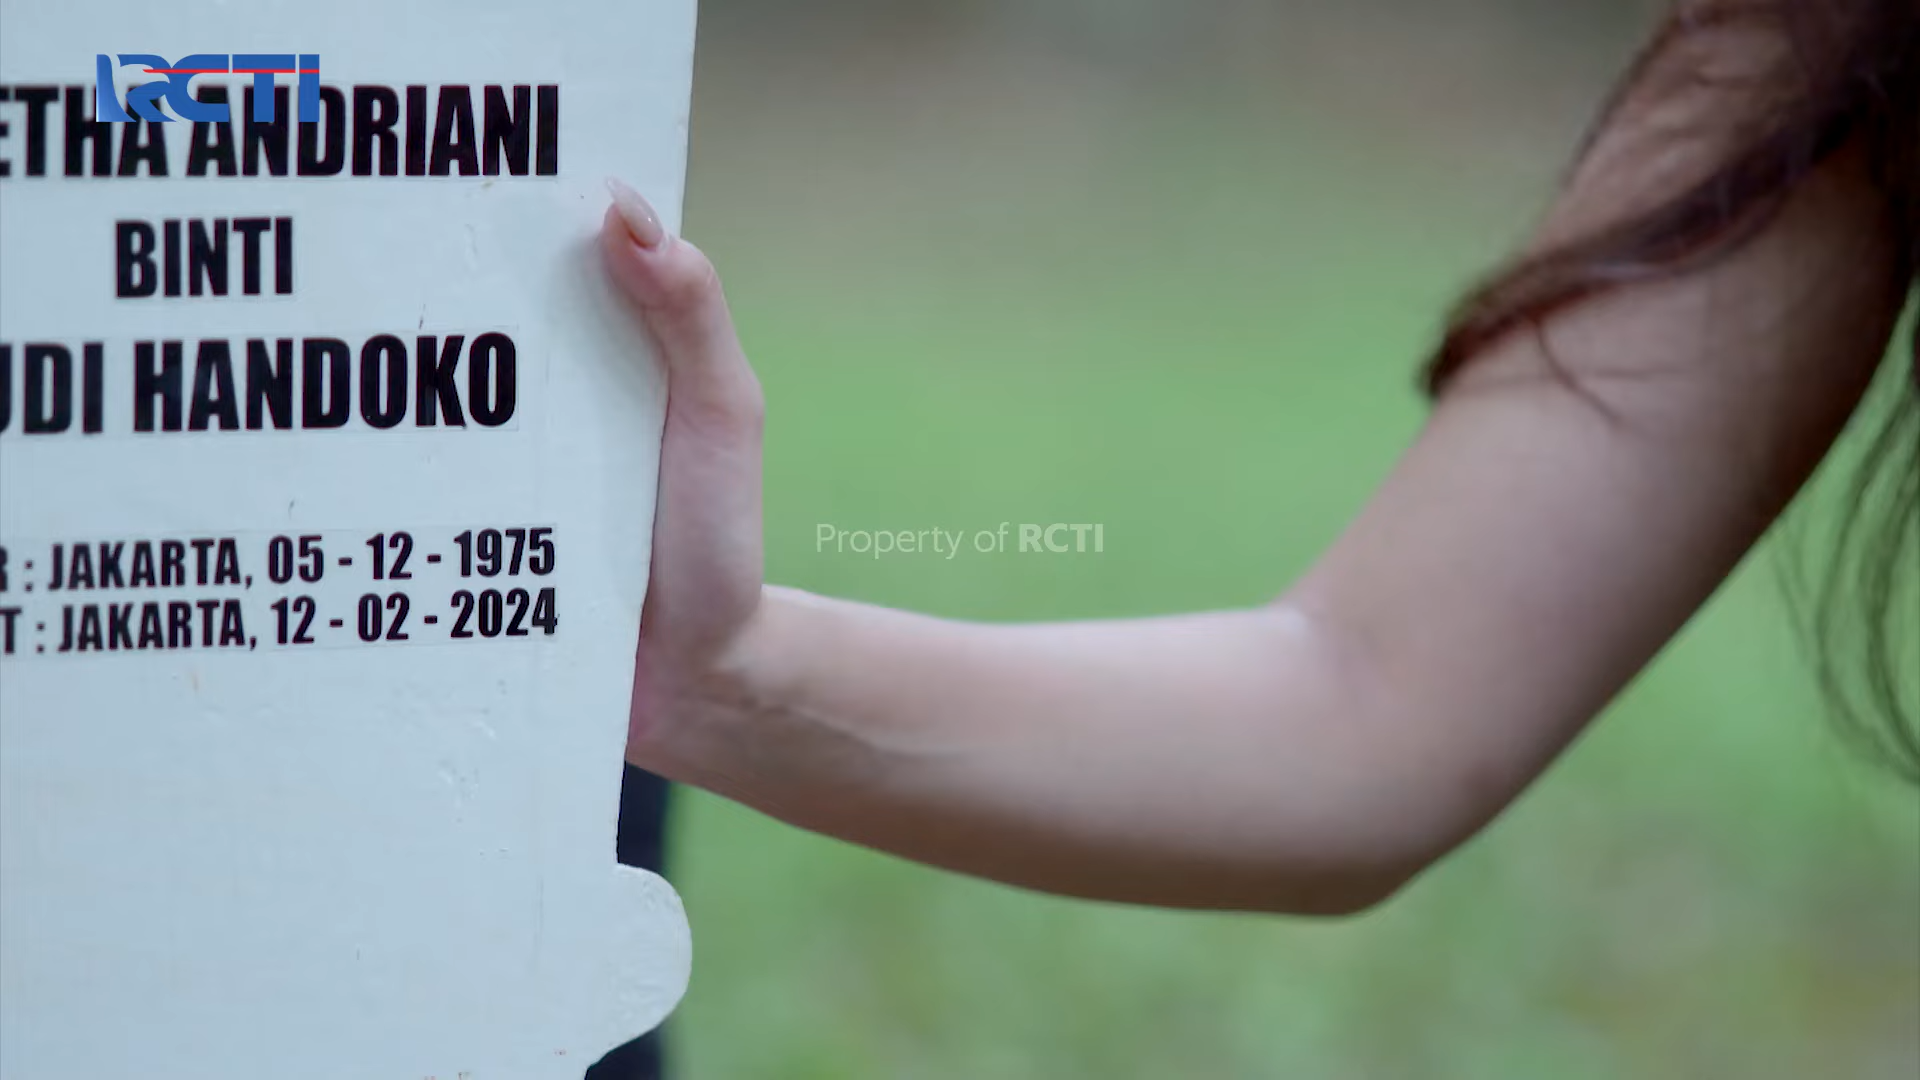 RCTI
ETHA ANDRIANI
BINTI
UDI HANDOKO
R : JAKARTA, 05 - 12 - 1975
T : JAKARTA, 12 - 02 - 2024
Property of RCTI